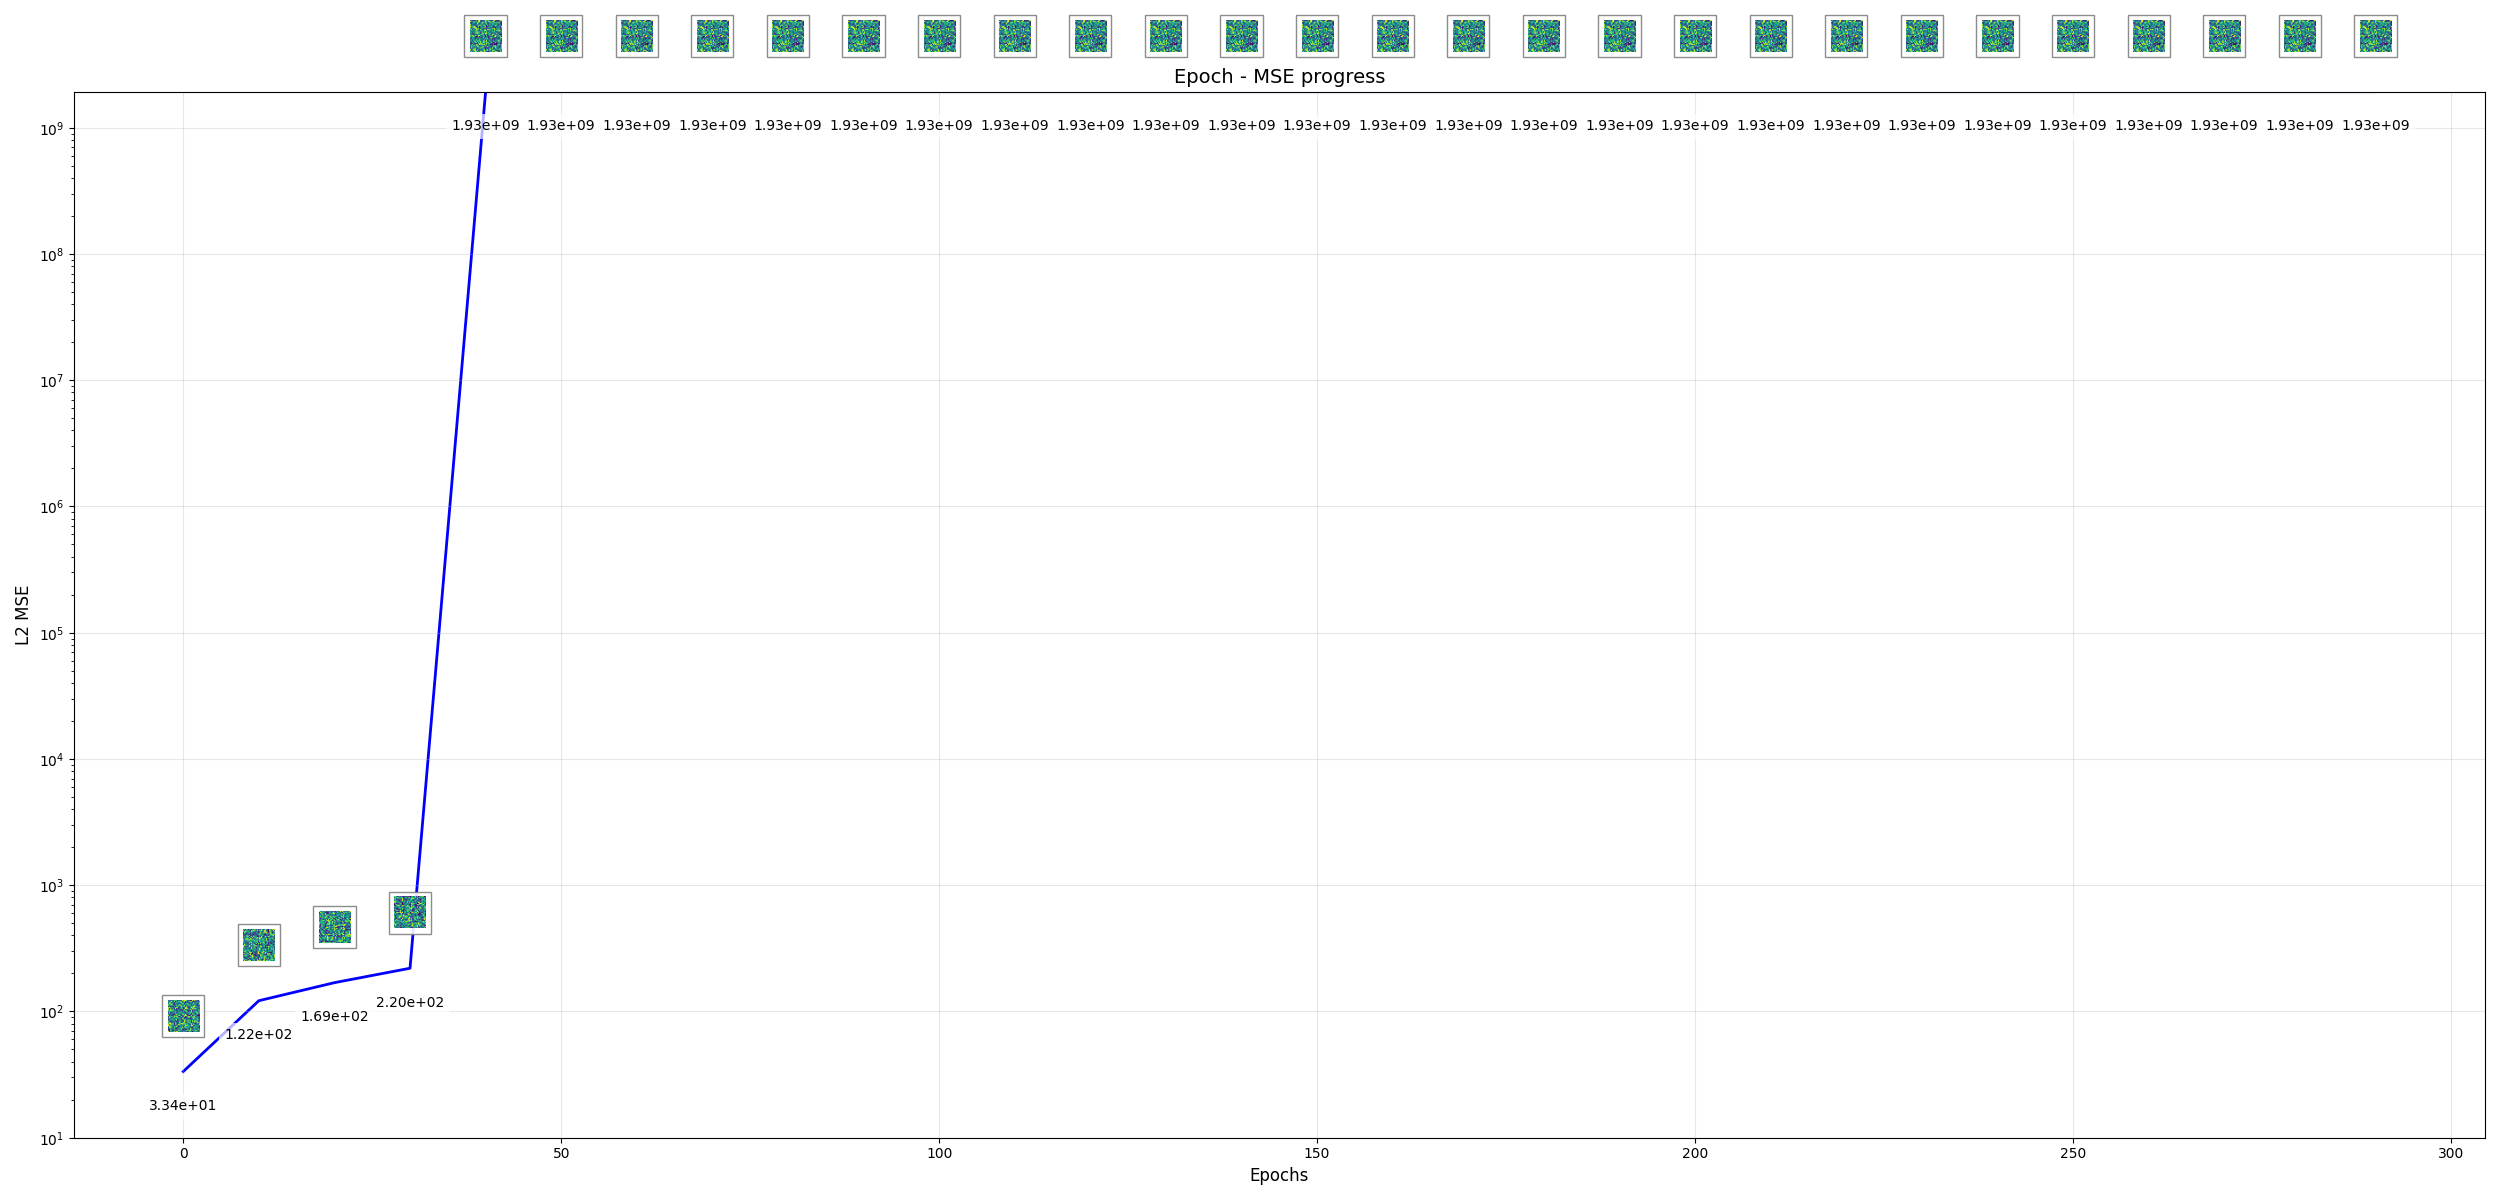 Epoch - MSE progress
10⁹
1.93e+09 1.93e+09 1.93e+09 1.93e+09 1.93e+09 1.93e+09 1.93e+09 1.93e+09 1.93e+09 1.93e+09 1.93e+09 1.93e+09 1.93e+09 1.93e+09 1.93e+09 1.93e+09 1.93e+09 1.93e+09 1.93e+09 1.93e+09 1.93e+09 1.93e+09 1.93e+09 1.93e+09 1.93e+09 1.93e+09
10⁸
10⁷
10⁶
10⁵
10⁴
10³
10²
10¹
L2 MSE
2.20e+02
1.69e+02
1.22e+02
3.34e+01
0 50 100 150 200 250 300
Epochs